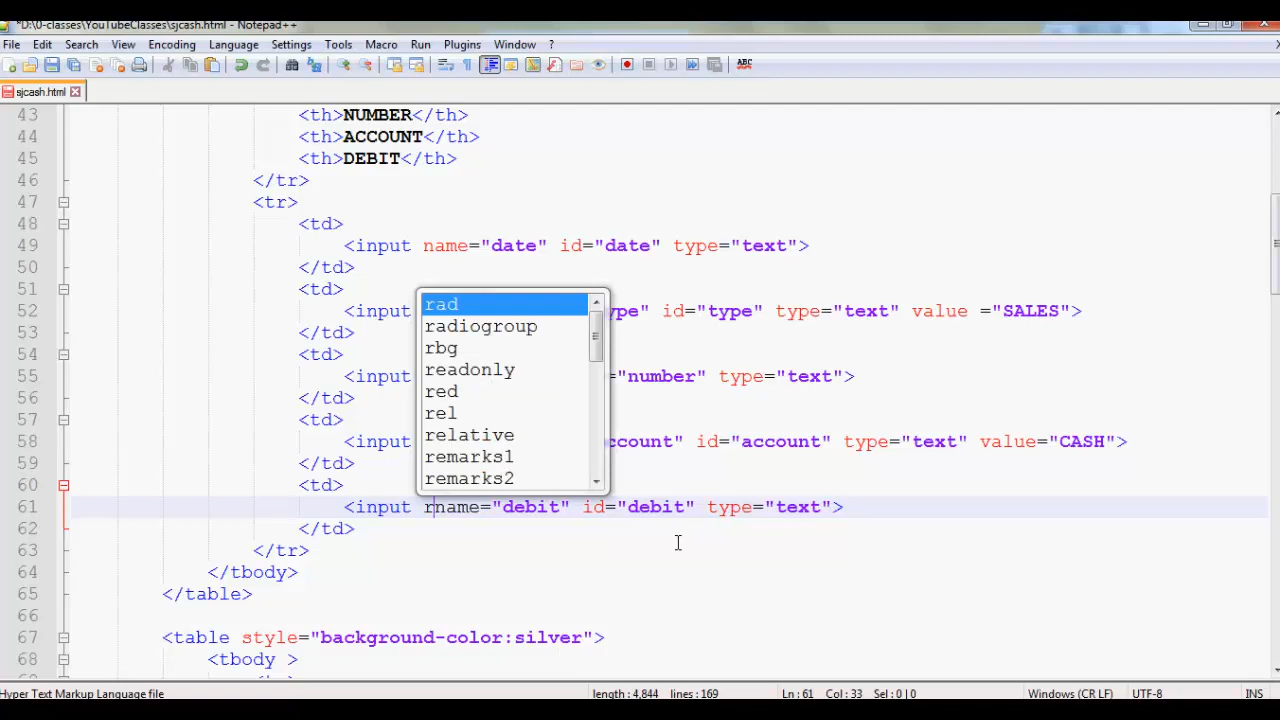 *D:\0-classes\YouTubeClasses\sjcash.html - Notepad++
File Edit Search View Encoding Language Settings Tools Macro Run Plugins Window ?
sjcash.html
43 <th>NUMBER</th>
44 <th>ACCOUNT</th>
45 <th>DEBIT</th>
46 </tr>
47 <tr>
48 <td>
49 <input name="date" id="date" type="text">
50 </td>
51 <td>
52 <input ype" id="type" type="text" value ="SALES">
53 </td>
54 <td>
55 <input ="number" type="text">
56 </td>
57 <td>
58 <input ccount" id="account" type="text" value="CASH">
59 </td>
60 <td>
61 <input rname="debit" id="debit" type="text">
62 </td>
63 </tr>
64 </tbody>
65 </table>
66
67 <table style="background-color:silver">
68 <tbody >
rad
radiogroup
rbg
readonly
red
rel
relative
remarks1
remarks2
Hyper Text Markup Language file length : 4,844 lines : 169 Ln : 61 Col : 33 Sel : 0 | 0 Windows (CR LF) UTF-8 INS